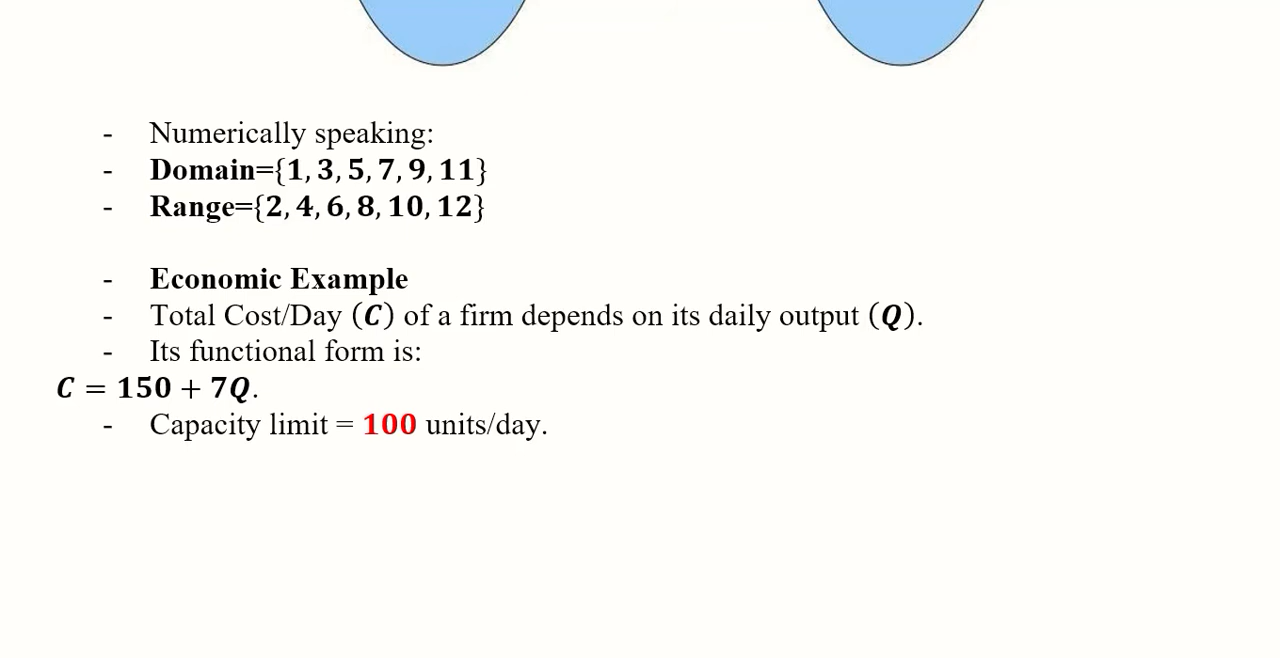 - Numerically speaking:
- Domain={1, 3, 5, 7, 9, 11}
- Range={2, 4, 6, 8, 10, 12}
- Economic Example
- Total Cost/Day (C) of a firm depends on its daily output (Q).
- Its functional form is:
C = 150 + 7Q.
- Capacity limit = 100 units/day.